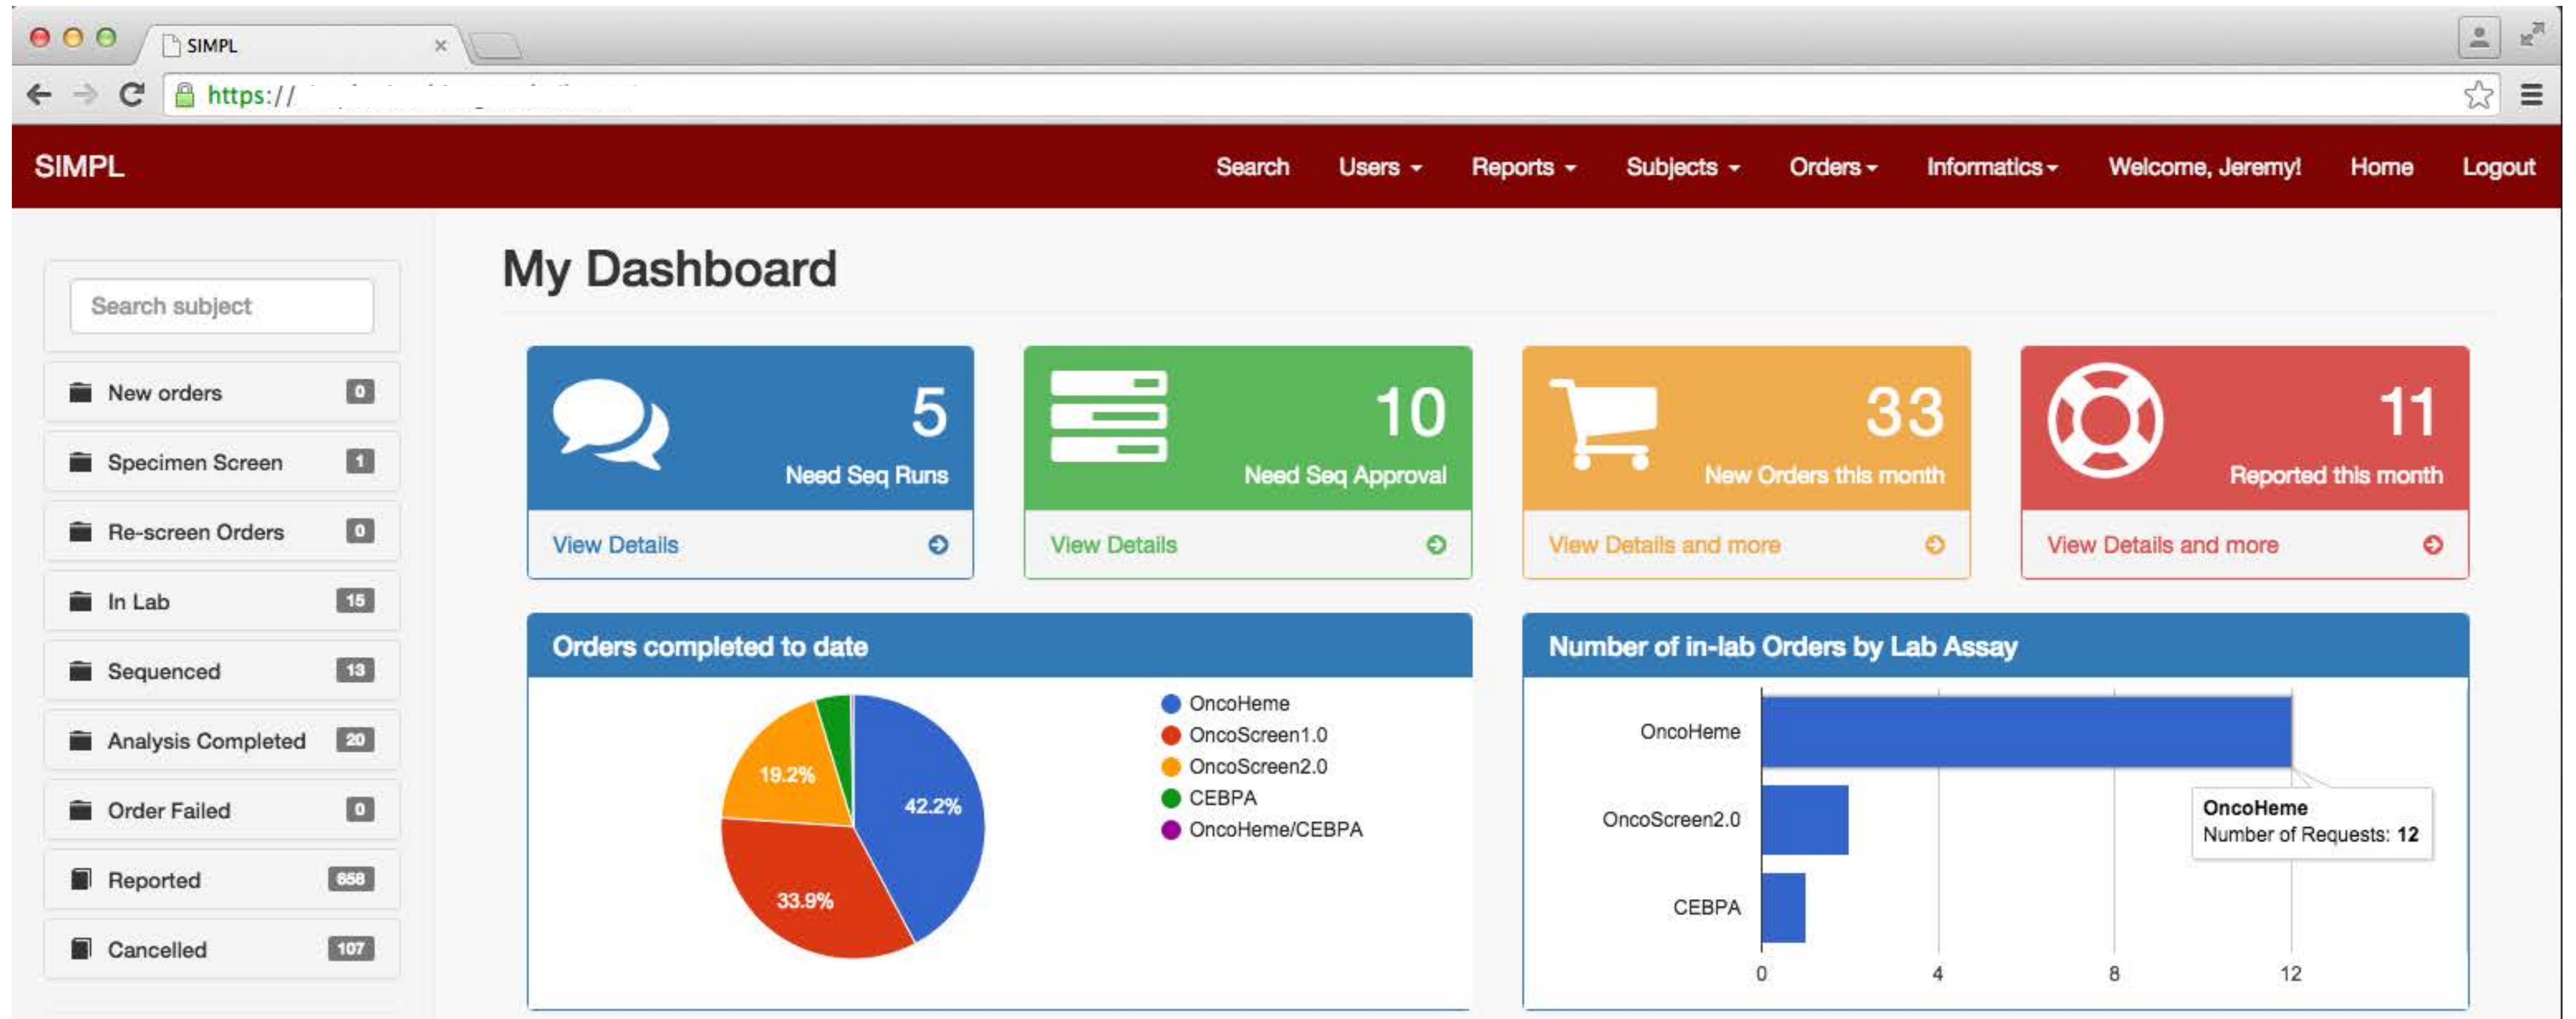 SIMPL
https://
SIMPL Search Users Reports Subjects Orders Informatics Welcome, Jeremy! Home Logout
Search subject
New orders 0
Specimen Screen 1
Re-screen Orders 0
In Lab 15
Sequenced 13
Analysis Completed 20
Order Failed 0
Reported 658
Cancelled 107
My Dashboard
5
Need Seq Runs
View Details
10
Need Seq Approval
View Details
33
New Orders this month
View Details and more
11
Reported this month
View Details and more
Orders completed to date
19.2%
42.2%
33.9%
OncoHeme
OncoScreen1.0
OncoScreen2.0
CEBPA
OncoHeme/CEBPA
Number of in-lab Orders by Lab Assay
OncoHeme
OncoScreen2.0
CEBPA
OncoHeme
Number of Requests: 12
0 4 8 12